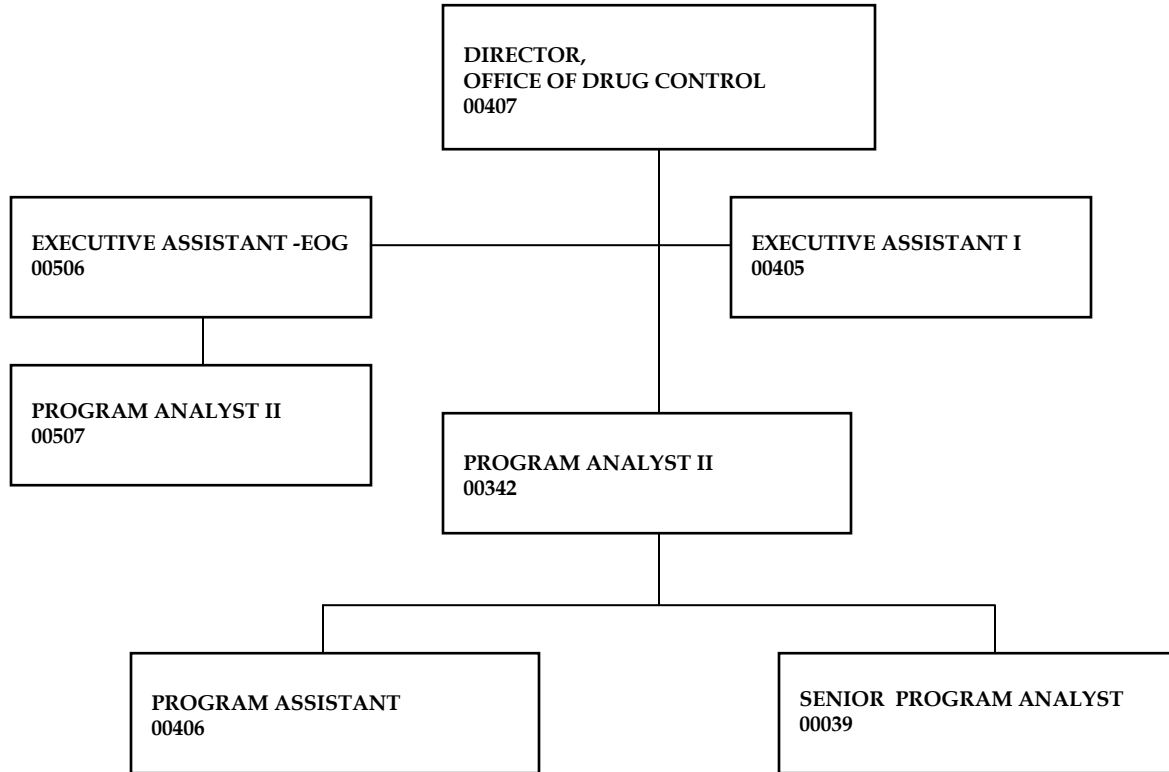 DIRECTOR,
OFFICE OF DRUG CONTROL
00407
EXECUTIVE ASSISTANT -EOG
00506
EXECUTIVE ASSISTANT I
00405
PROGRAM ANALYST II
00507
PROGRAM ANALYST II
00342
PROGRAM ASSISTANT
00406
SENIOR PROGRAM ANALYST
00039